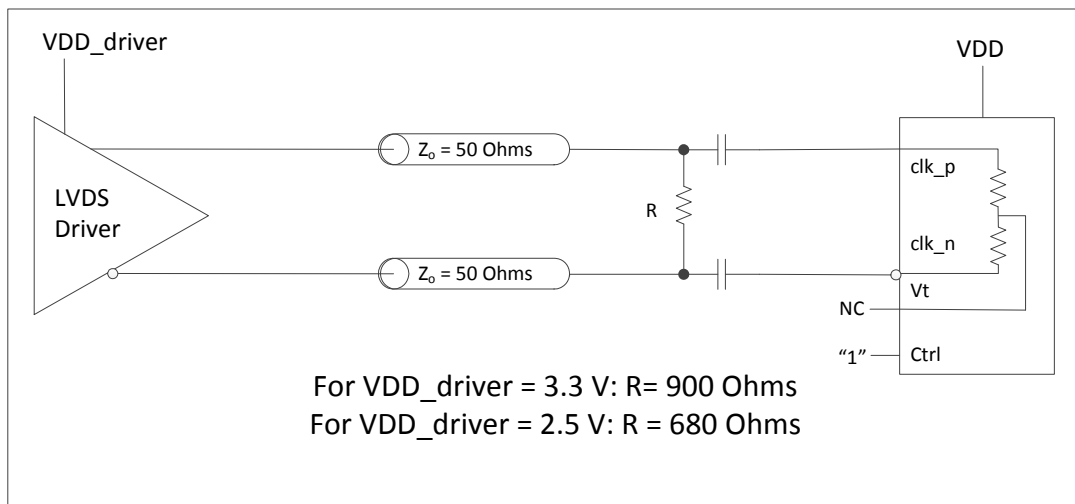 VDD_driver
VDD
Zₒ = 50 Ohms
clk_p
LVDS
Driver
R
clk_n
Zₒ = 50 Ohms
Vt
NC
“1”
Ctrl
For VDD_driver = 3.3 V: R= 900 Ohms
For VDD_driver = 2.5 V: R = 680 Ohms